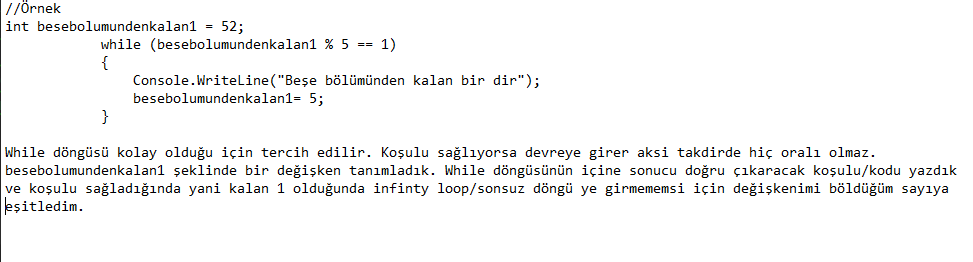 //Örnek
int besebolumundenkalan1 = 52;
while (besebolumundenkalan1 % 5 == 1)
{
Console.WriteLine("Beşe bölümünden kalan bir dir");
besebolumundenkalan1= 5;
}
While döngüsü kolay olduğu için tercih edilir. Koşulu sağlıyorsa devreye girer aksi takdirde hiç oralı olmaz.
besebolumundenkalan1 şeklinde bir değişken tanımladık. While döngüsünün içine sonucu doğru çıkaracak koşulu/kodu yazdık
ve koşulu sağladığında yani kalan 1 olduğunda infinty loop/sonsuz döngü ye girmememsi için değişkenimi böldüğüm sayıya
eşitledim.